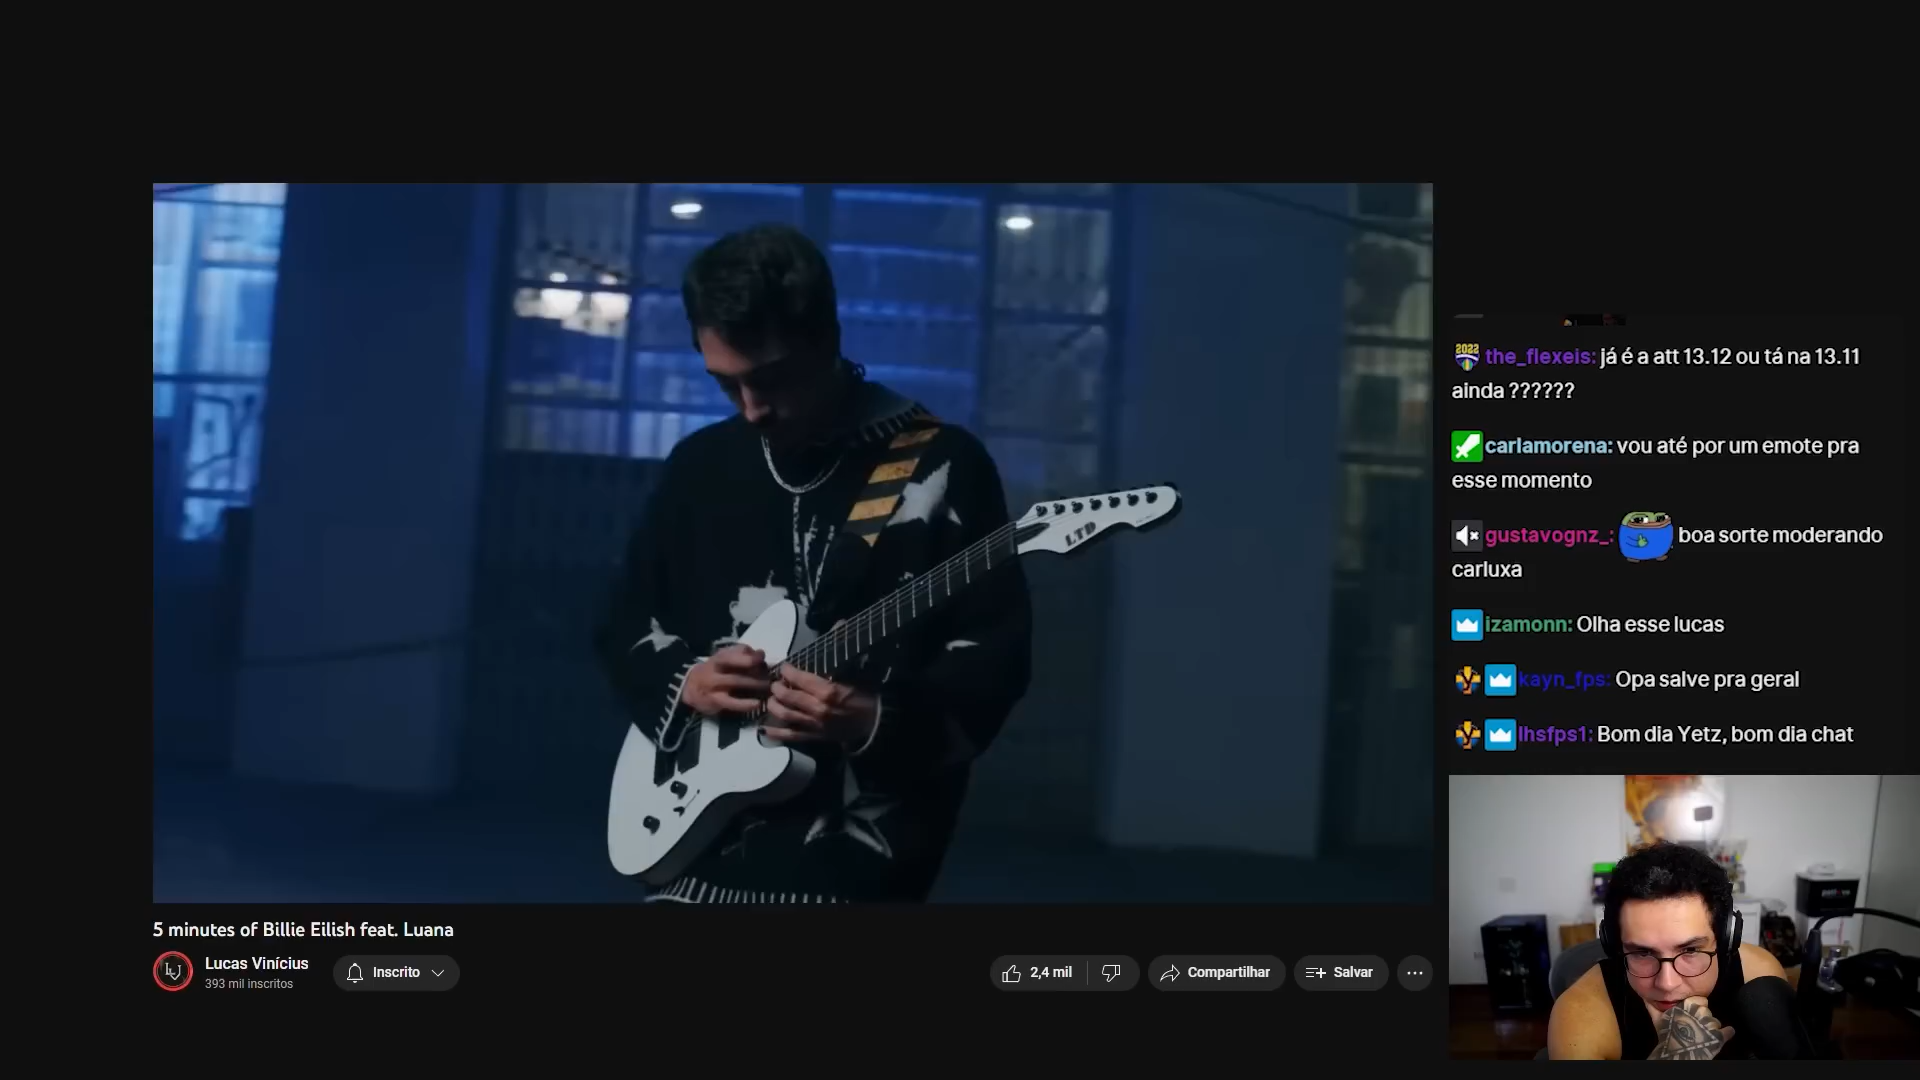 LTD
5 minutes of Billie Eilish feat. Luana
Lucas Vinícius
393 mil inscritos
Inscrito
2,4 mil
Compartilhar
Salvar
the_flexeis: já é a att 13.12 ou tá na 13.11
ainda ??????
carlamorena: vou até por um emote pra
esse momento
gustavognz_: boa sorte moderando
carluxa
izamonn: Olha esse lucas
kayn_fps: Opa salve pra geral
lhsfps1: Bom dia Yetz, bom dia chat